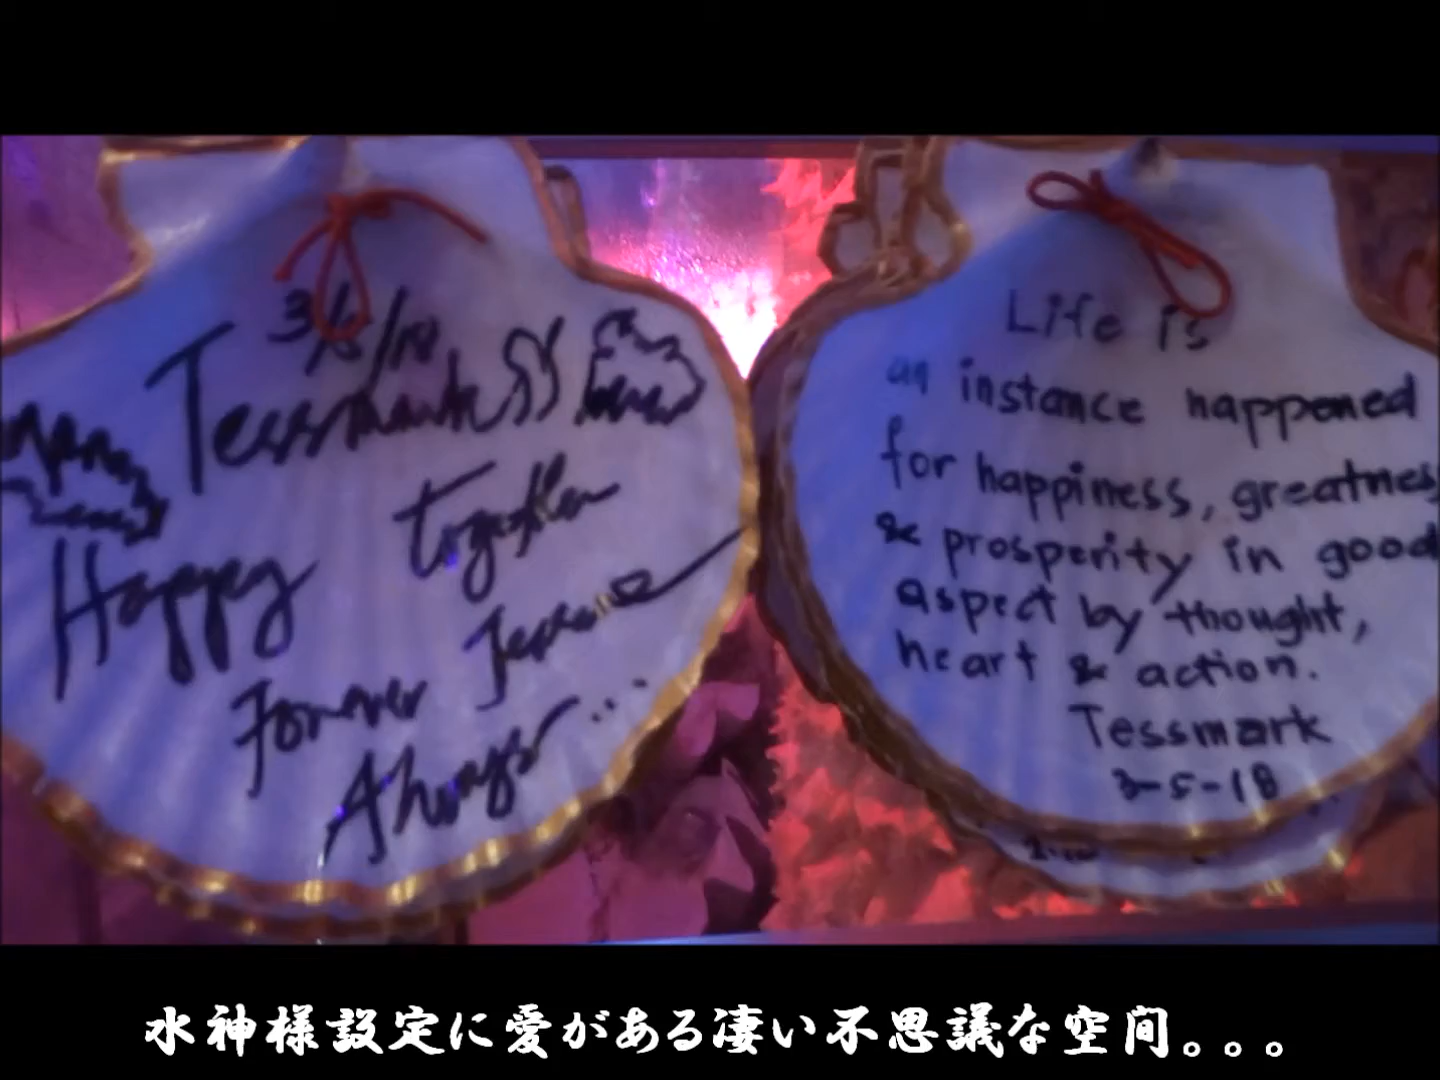 3/5/18
Tessmark
Happy together
Forever
Always...
Life is
an instance happened
for happiness, greatnes
& prosperity in good
aspect by thought,
heart & action.
Tessmark
3-5-18
水神様設定に愛がある凄い不思議な空间。。。